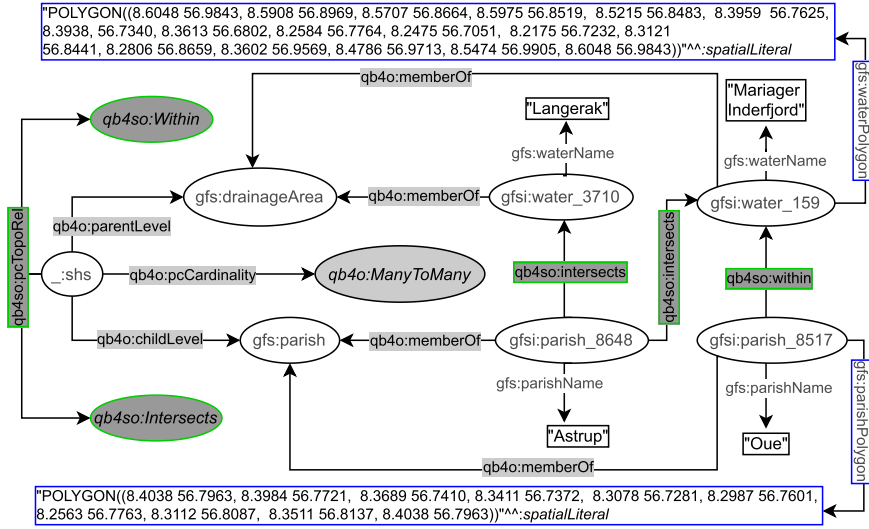 "POLYGON((8.6048 56.9843, 8.5908 56.8969, 8.5707 56.8664, 8.5975 56.8519, 8.5215 56.8483, 8.3959 56.7625,
8.3938, 56.7340, 8.3613 56.6802, 8.2584 56.7764, 8.2475 56.7051, 8.2175 56.7232, 8.3121
56.8441, 8.2806 56.8659, 8.3602 56.9569, 8.4786 56.9713, 8.5474 56.9905, 8.6048 56.9843))"^^:spatialLiteral
qb4o:memberOf
gfs:waterPolygon
qb4so:Within
"Langerak"
"Mariager
Inderfjord"
gfs:waterName
gfs:waterName
gfs:drainageArea
qb4o:memberOf
gfsi:water_3710
gfsi:water_159
qb4o:parentLevel
qb4so:pcTopoRel
qb4so:intersects
_:shs
qb4o:pcCardinality
qb4o:ManyToMany
qb4so:intersects
qb4so:within
qb4o:childLevel
gfs:parish
qb4o:memberOf
gfsi:parish_8648
gfsi:parish_8517
gfs:parishName
gfs:parishName
gfs:parishPolygon
qb4so:Intersects
"Astrup"
"Oue"
qb4o:memberOf
"POLYGON((8.4038 56.7963, 8.3984 56.7721, 8.3689 56.7410, 8.3411 56.7372, 8.3078 56.7281, 8.2987 56.7601,
8.2563 56.7763, 8.3112 56.8087, 8.3511 56.8137, 8.4038 56.7963))"^^:spatialLiteral